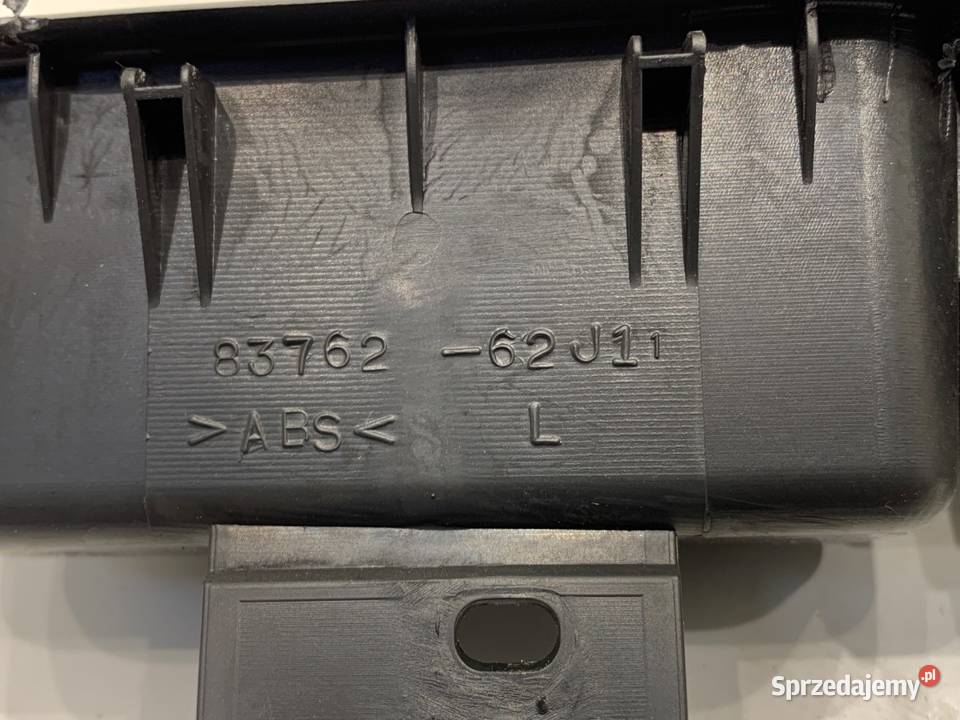 83762 -62J11
>ABS< L
Sprzedajemy.pl